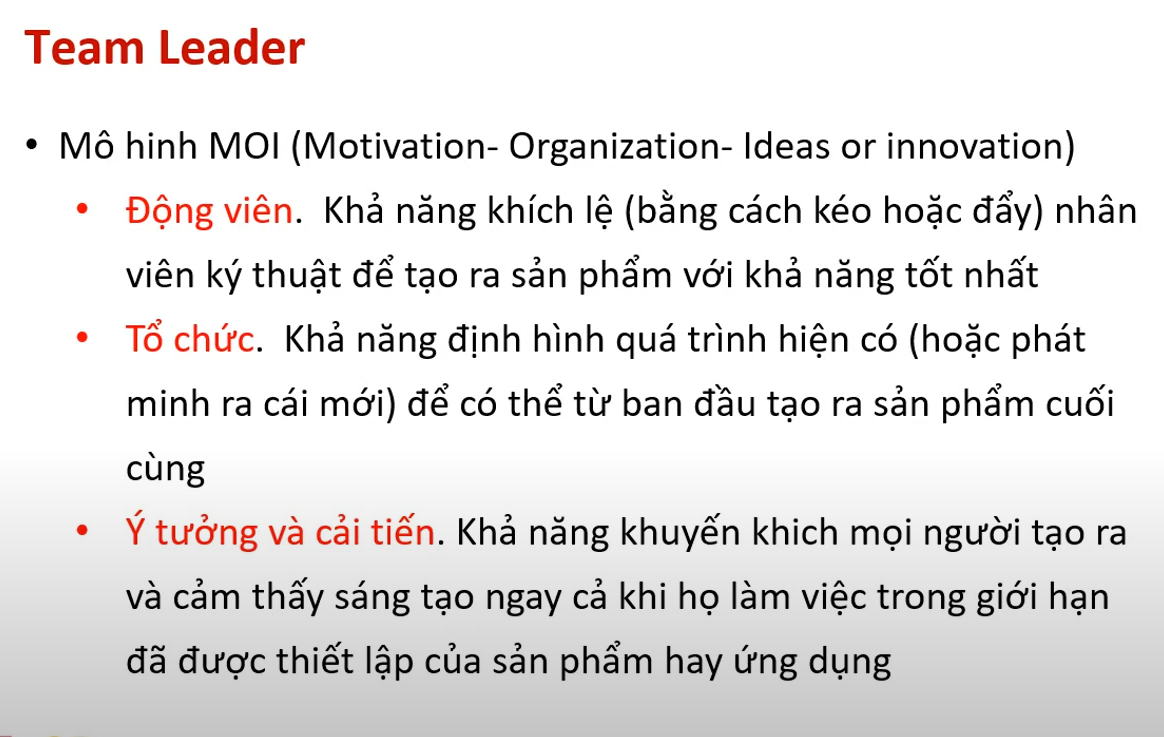 Team Leader
• Mô hinh MOI (Motivation- Organization- Ideas or innovation)
• Động viên.  Khả năng khích lệ (bằng cách kéo hoặc đẩy) nhân
viên ký thuật để tạo ra sản phẩm với khả năng tốt nhất
• Tổ chức.  Khả năng định hình quá trình hiện có (hoặc phát
minh ra cái mới) để có thể từ ban đầu tạo ra sản phẩm cuối
cùng
• Ý tưởng và cải tiến. Khả năng khuyến khich mọi người tạo ra
và cảm thấy sáng tạo ngay cả khi họ làm việc trong giới hạn
đã được thiết lập của sản phẩm hay ứng dụng